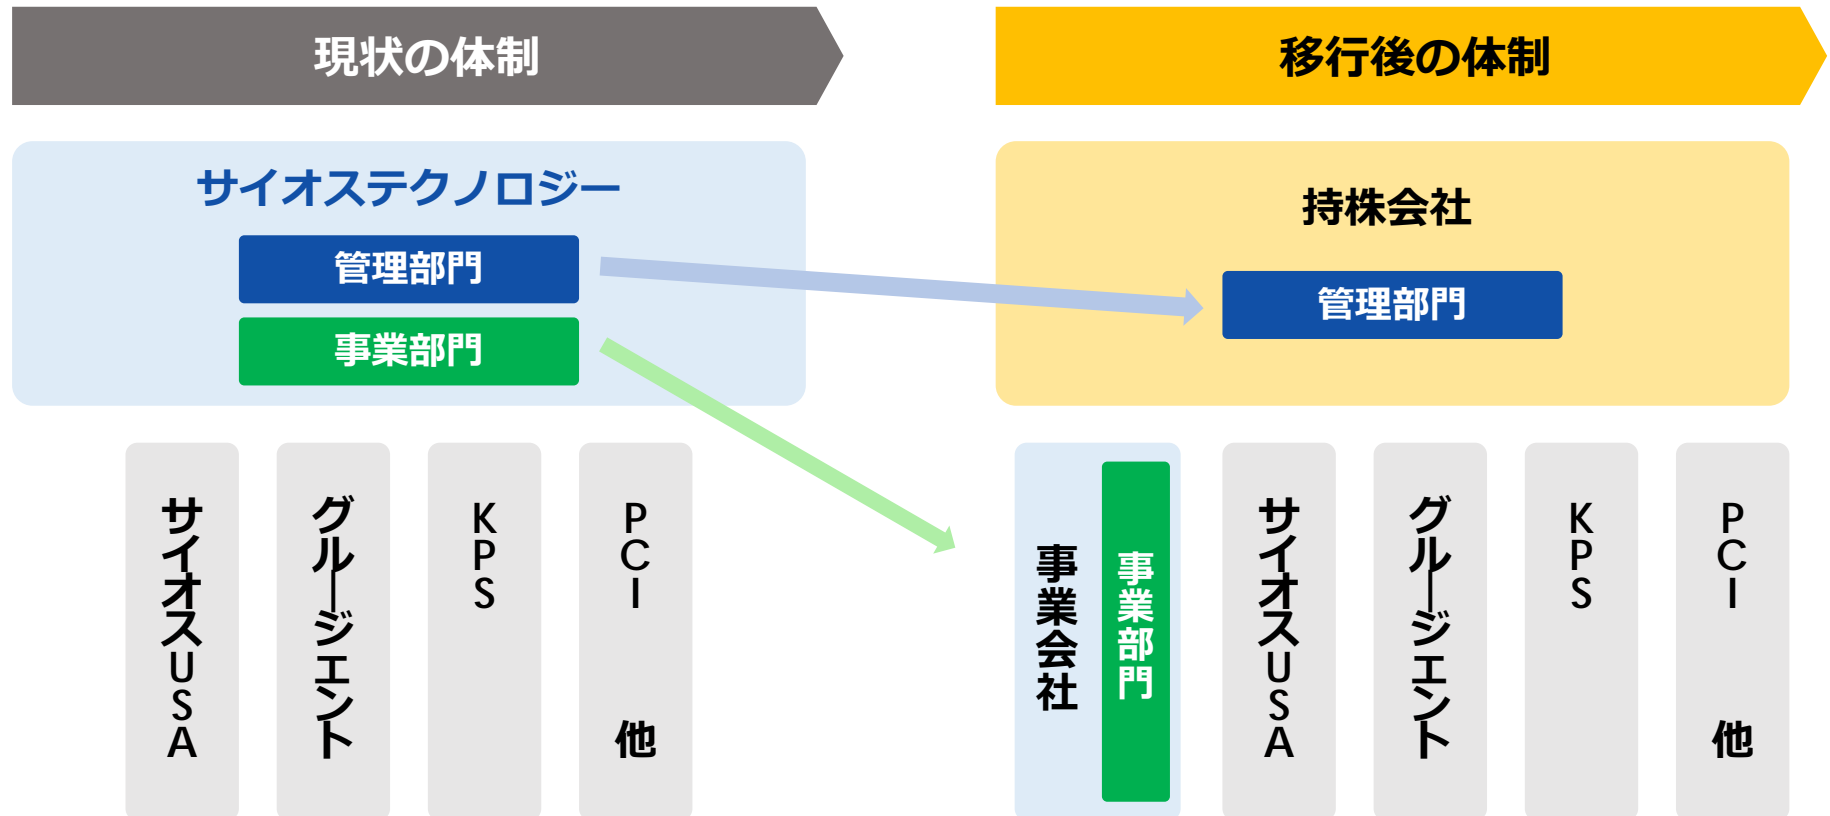 現状の体制
移行後の体制
サイオステクノロジー
管理部門
事業部門
持株会社
管理部門
サイオスUSA
グルージェント
KPS
PCI 他
事業会社
事業部門
サイオスUSA
グルージェント
KPS
PCI 他